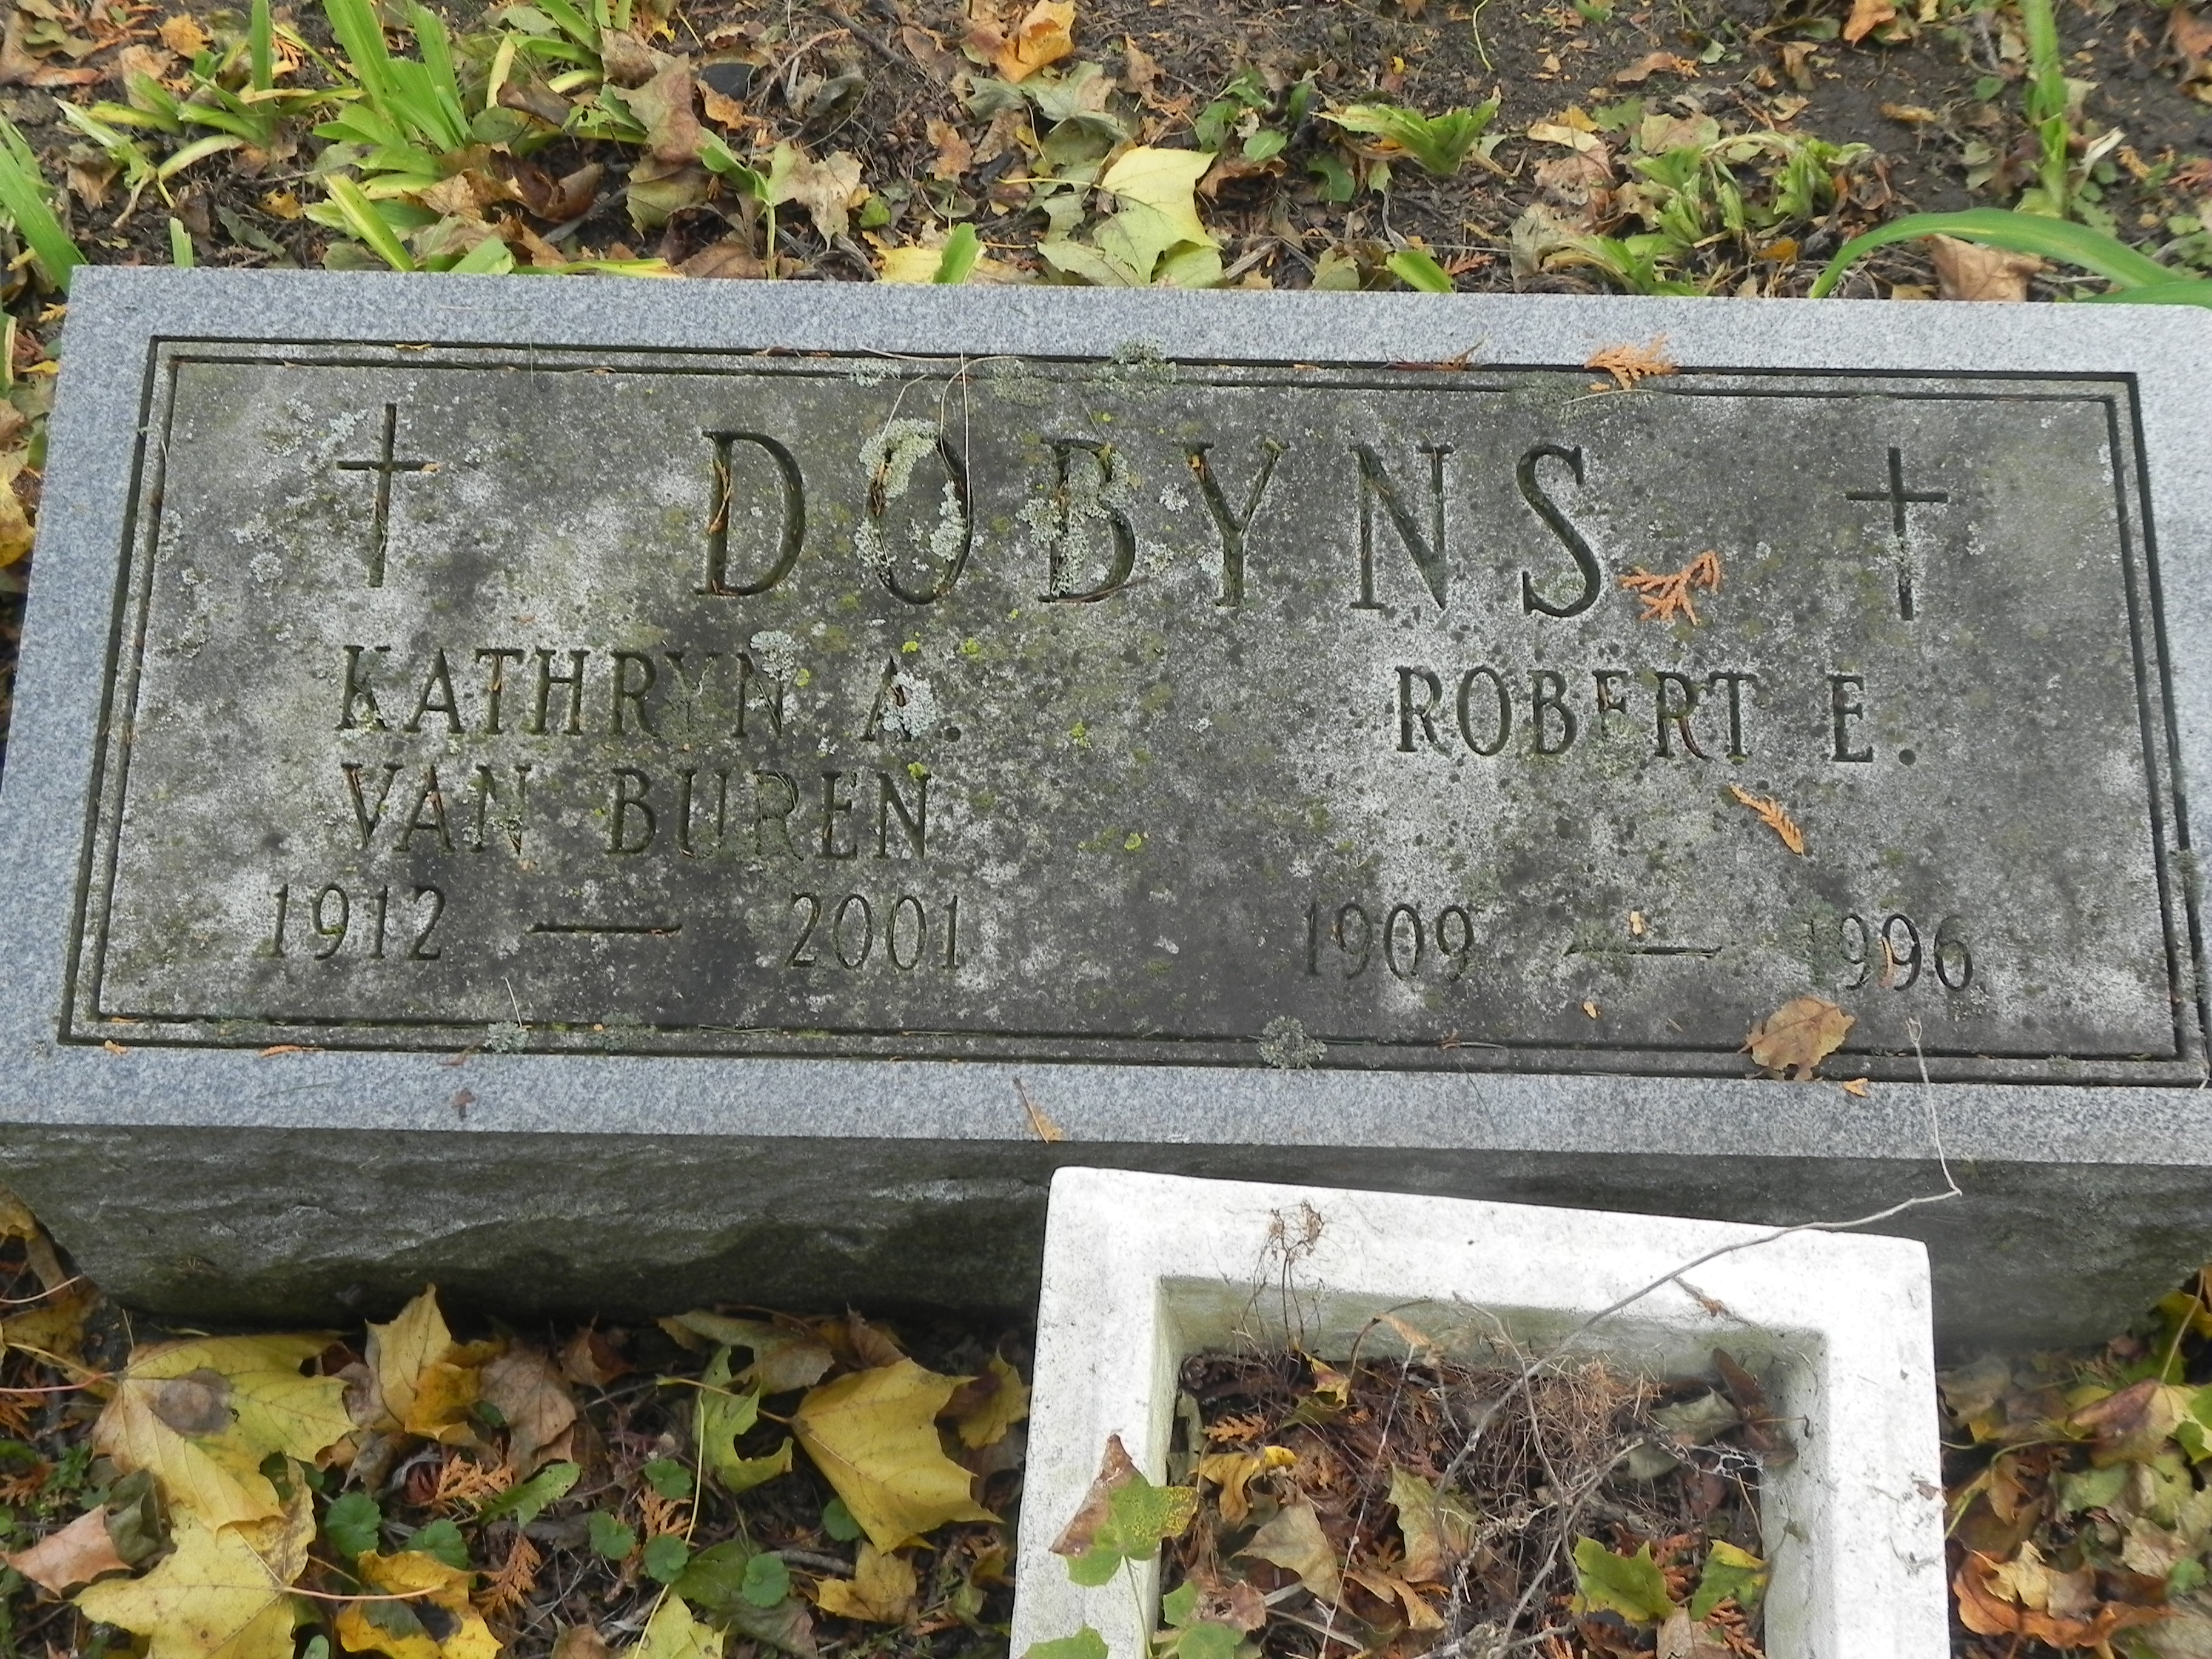 DOBYNS
KATHRYN A.
VAN BUREN
1912 — 2001
ROBERT E.
1909 — 1996